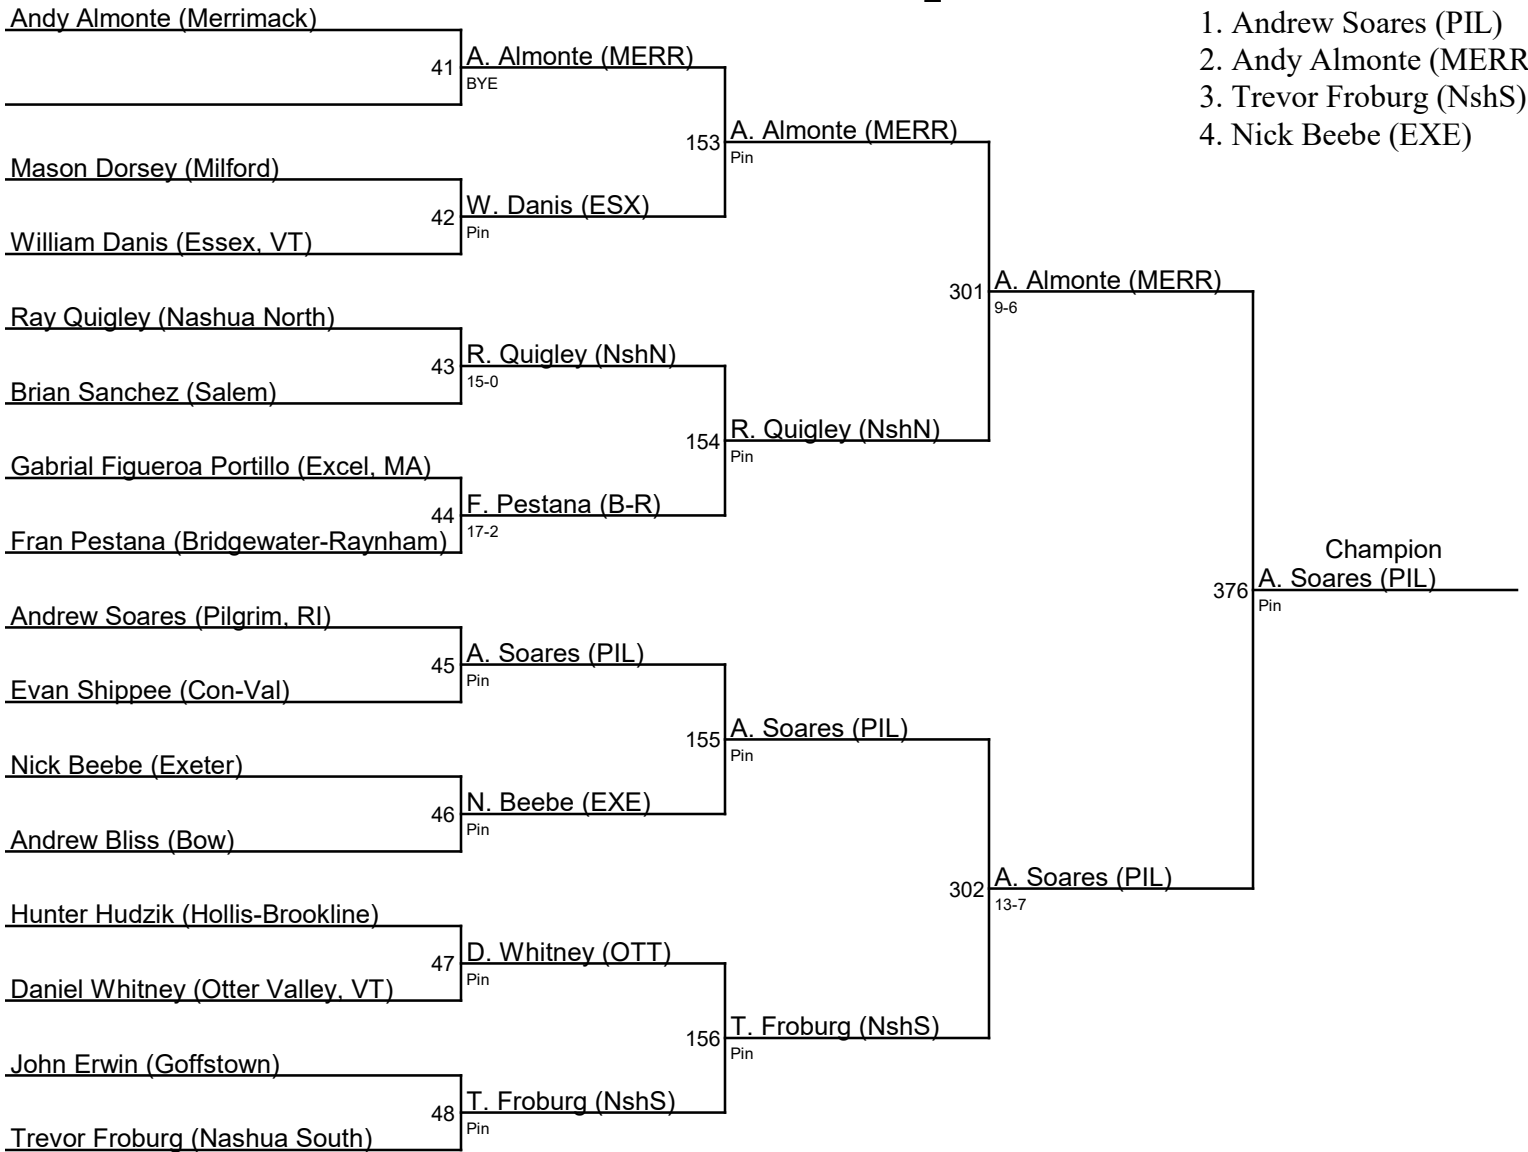 Andy Almonte (Merrimack)
41
A. Almonte (MERR)
BYE
153
A. Almonte (MERR)
Pin
Mason Dorsey (Milford)
42
W. Danis (ESX)
Pin
William Danis (Essex, VT)
301
A. Almonte (MERR)
9-6
Ray Quigley (Nashua North)
43
R. Quigley (NshN)
15-0
Brian Sanchez (Salem)
154
R. Quigley (NshN)
Pin
Gabrial Figueroa Portillo (Excel, MA)
44
F. Pestana (B-R)
17-2
Fran Pestana (Bridgewater-Raynham)
Champion
376
A. Soares (PIL)
Pin
Andrew Soares (Pilgrim, RI)
45
A. Soares (PIL)
Pin
Evan Shippee (Con-Val)
155
A. Soares (PIL)
Pin
Nick Beebe (Exeter)
46
N. Beebe (EXE)
Pin
Andrew Bliss (Bow)
302
A. Soares (PIL)
13-7
Hunter Hudzik (Hollis-Brookline)
47
D. Whitney (OTT)
Pin
Daniel Whitney (Otter Valley, VT)
156
T. Froburg (NshS)
Pin
John Erwin (Goffstown)
48
T. Froburg (NshS)
Pin
Trevor Froburg (Nashua South)
1. Andrew Soares (PIL)
2. Andy Almonte (MERR
3. Trevor Froburg (NshS)
4. Nick Beebe (EXE)